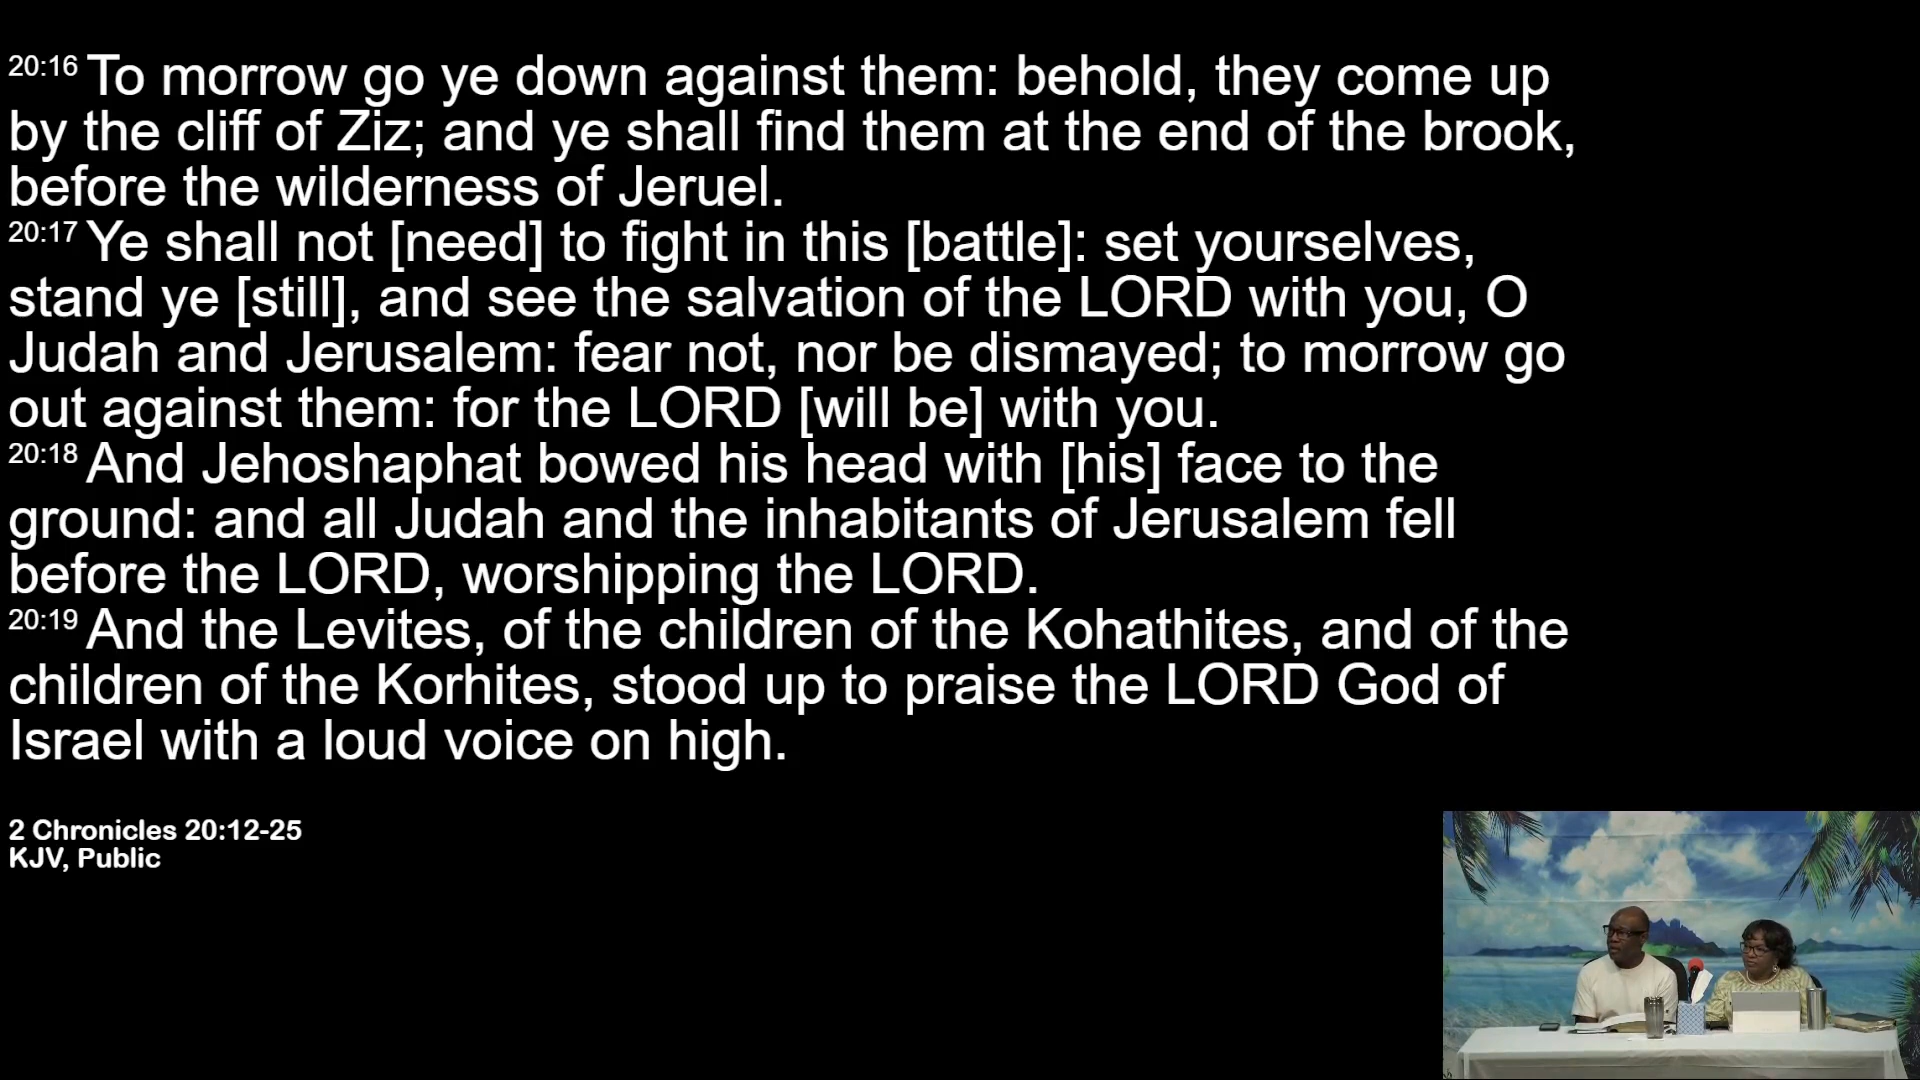 20:16 To morrow go ye down against them: behold, they come up
by the cliff of Ziz; and ye shall find them at the end of the brook,
before the wilderness of Jeruel.
20:17 Ye shall not [need] to fight in this [battle]: set yourselves,
stand ye [still], and see the salvation of the LORD with you, O
Judah and Jerusalem: fear not, nor be dismayed; to morrow go
out against them: for the LORD [will be] with you.
20:18 And Jehoshaphat bowed his head with [his] face to the
ground: and all Judah and the inhabitants of Jerusalem fell
before the LORD, worshipping the LORD.
20:19 And the Levites, of the children of the Kohathites, and of the
children of the Korhites, stood up to praise the LORD God of
Israel with a loud voice on high.
2 Chronicles 20:12-25
KJV, Public